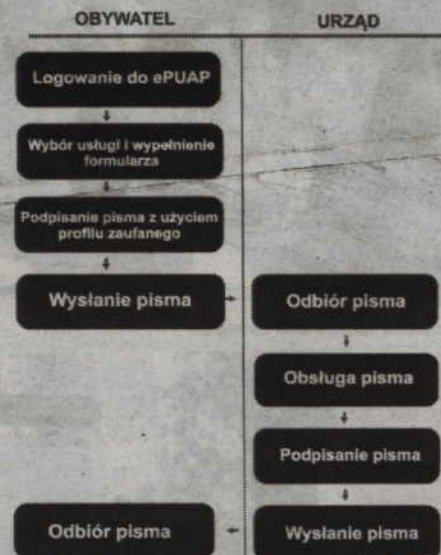 OBYWATEL
URZĄD
Logowanie do ePUAP
Wybór usługi i wypełnienie
formularza
Podpisanie pisma z użyciem
profilu zaufanego
Wysłanie pisma
Odbiór pisma
Obsługa pisma
Podpisanie pisma
Wysłanie pisma
Odbiór pisma